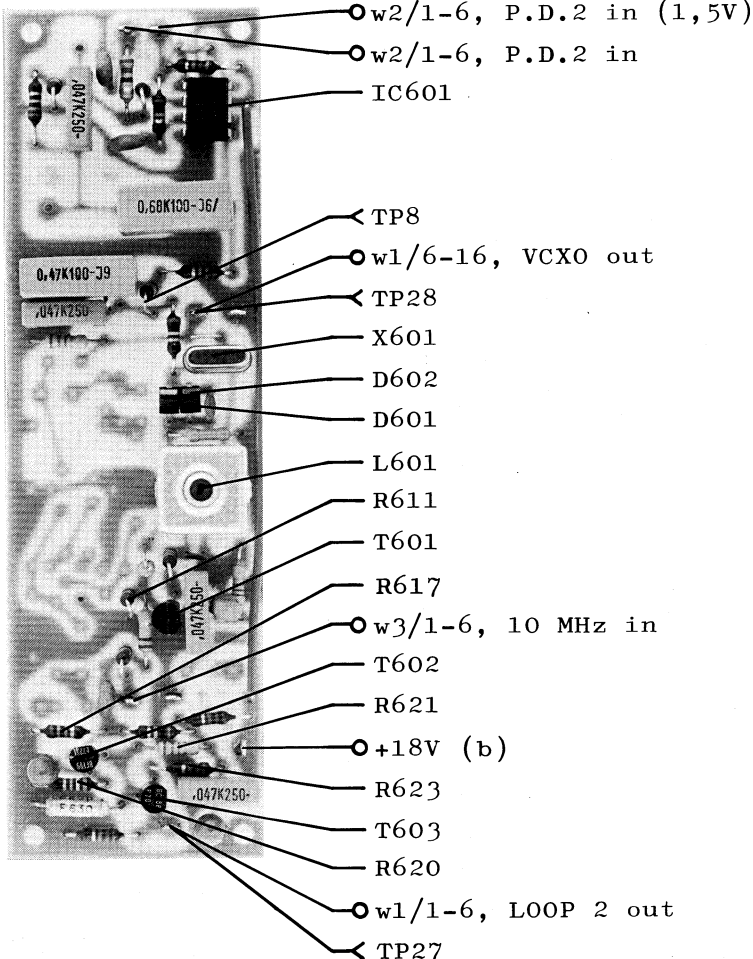 w2/1-6, P.D.2 in (1,5V)
w2/1-6, P.D.2 in
IC601
,047K250-
0,68K100-J6/
TP8
w1/6-16, VCXO out
0,47K100-J9
TP28
,047K250
X601
D602
D601
L601
R611
T601
R617
,047K250-
w3/1-6, 10 MHz in
T602
R621
+18V (b)
R623
,047K250-
T603
R620
w1/1-6, LOOP 2 out
TP27